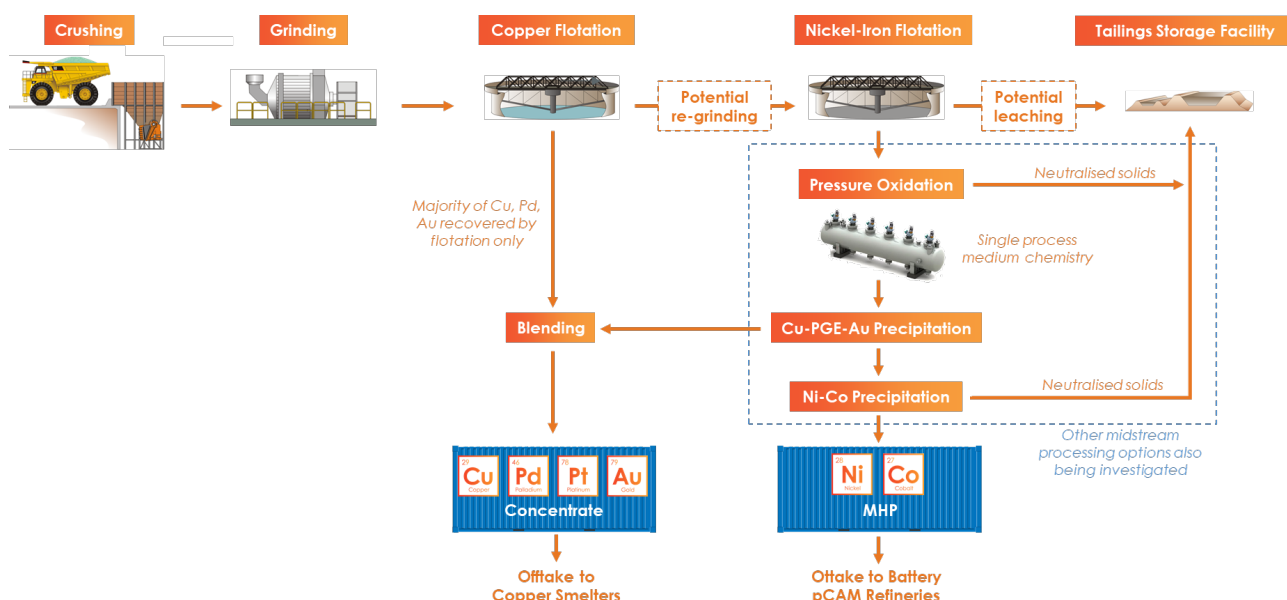 Crushing
Grinding
Copper Flotation
Nickel-Iron Flotation
Tailings Storage Facility
Potential
re-grinding
Potential
leaching
Majority of Cu, Pd,
Au recovered by
flotation only
Pressure Oxidation
Neutralised solids
Single process
medium chemistry
Blending
Cu-PGE-Au Precipitation
Ni-Co Precipitation
Neutralised solids
Other midstream
processing options also
being investigated
29
Cu
Copper
46
Pd
Palladium
78
Pt
Platinum
79
Au
Gold
Concentrate
28
Ni
Nickel
27
Co
Cobalt
MHP
Offtake to
Copper Smelters
Offtake to Battery
pCAM Refineries